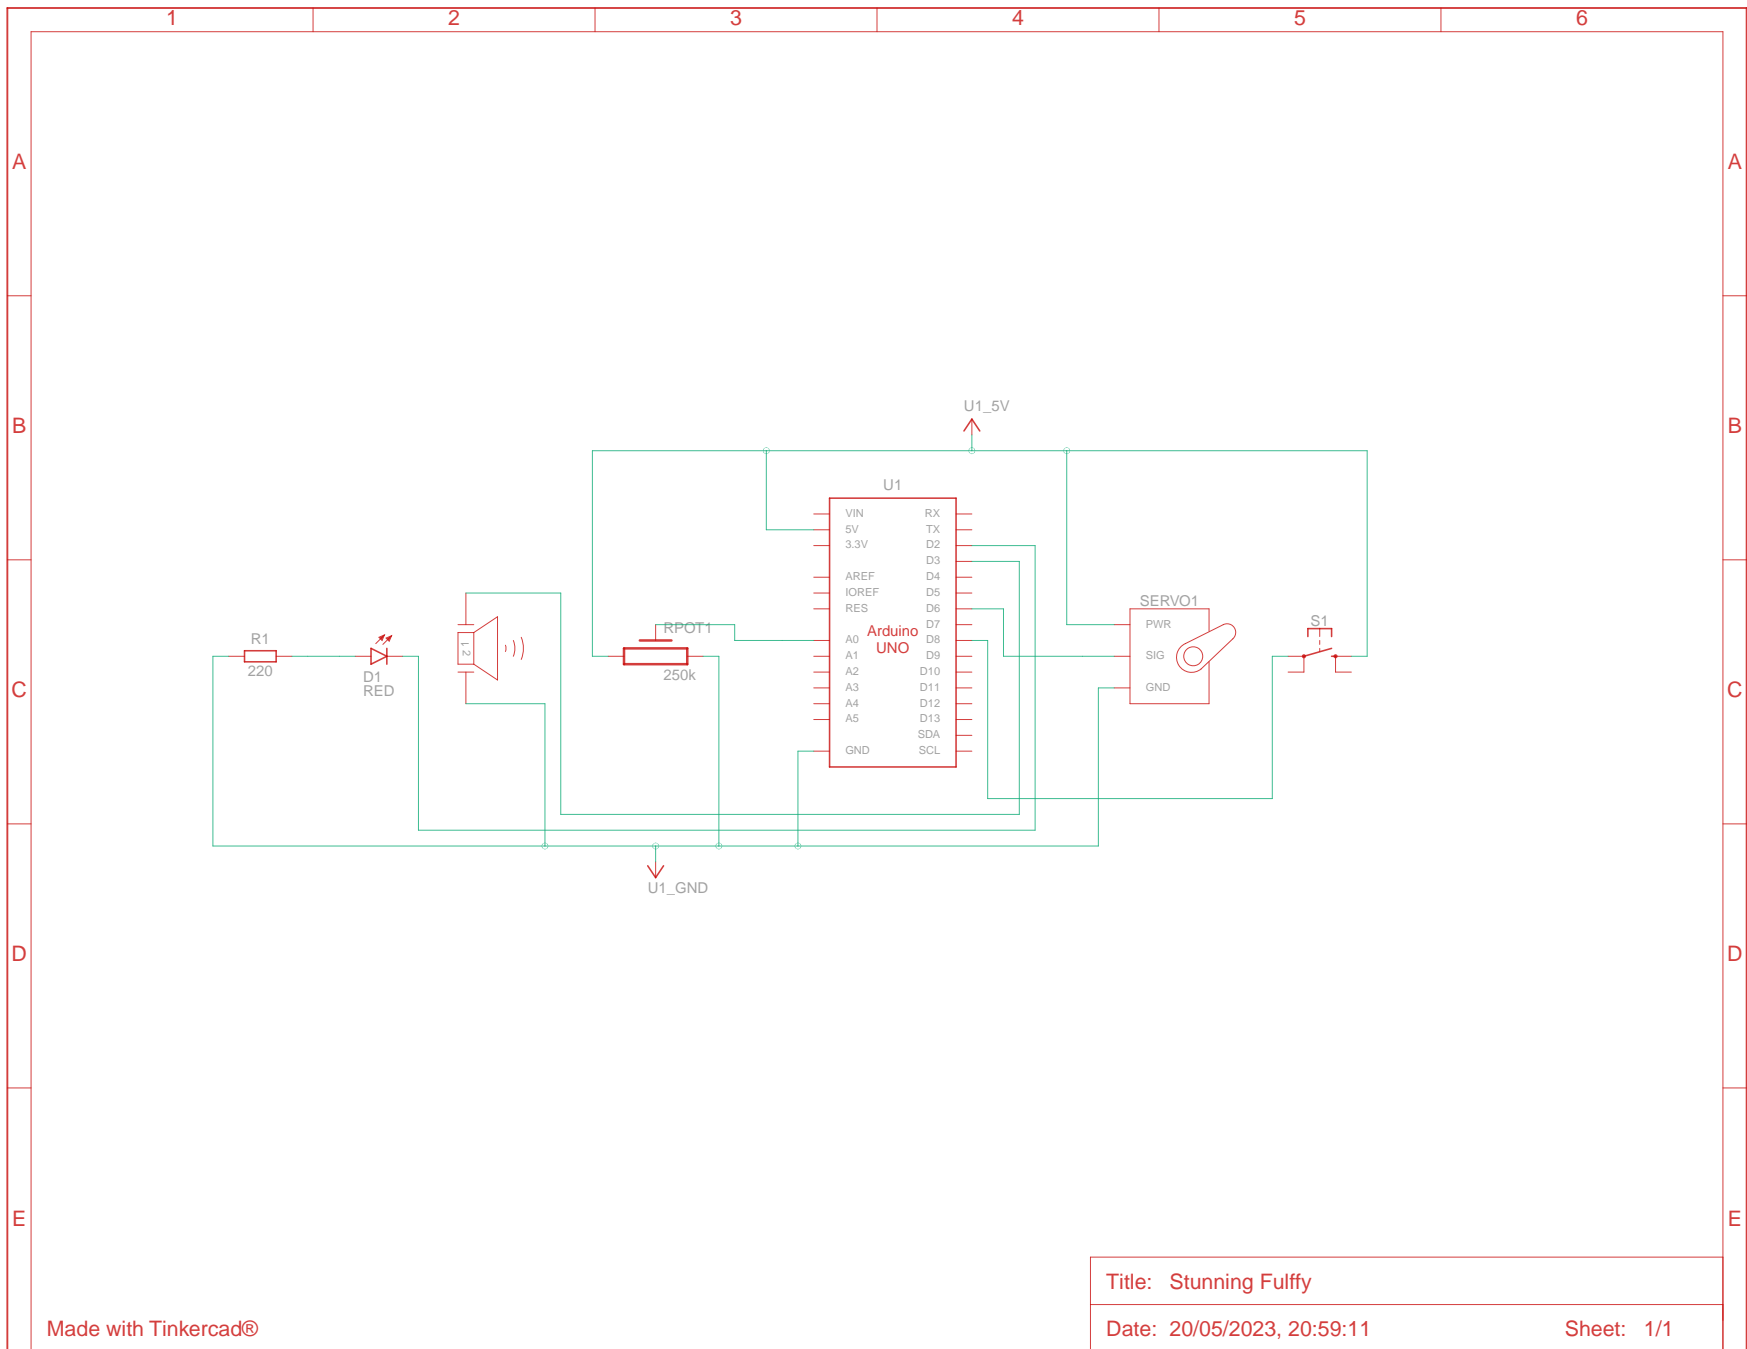 1 2 3 4 5 6
A A
B B
U1_5V
U1
VIN RX
5V TX
3.3V D2
D3
AREF D4
IOREF D5
RES D6
D7
A0 D8
A1 D9
A2 D10
A3 D11
A4 D12
A5 D13
SDA
GND SCL
Arduino
UNO
SERVO1
PWR
SIG
GND
S1
RPOT1
250k
R1
220
D1
RED
1 2
C C
U1_GND
D D
E E
Title: Stunning Fulffy
Made with Tinkercad®
Date: 20/05/2023, 20:59:11 Sheet: 1/1